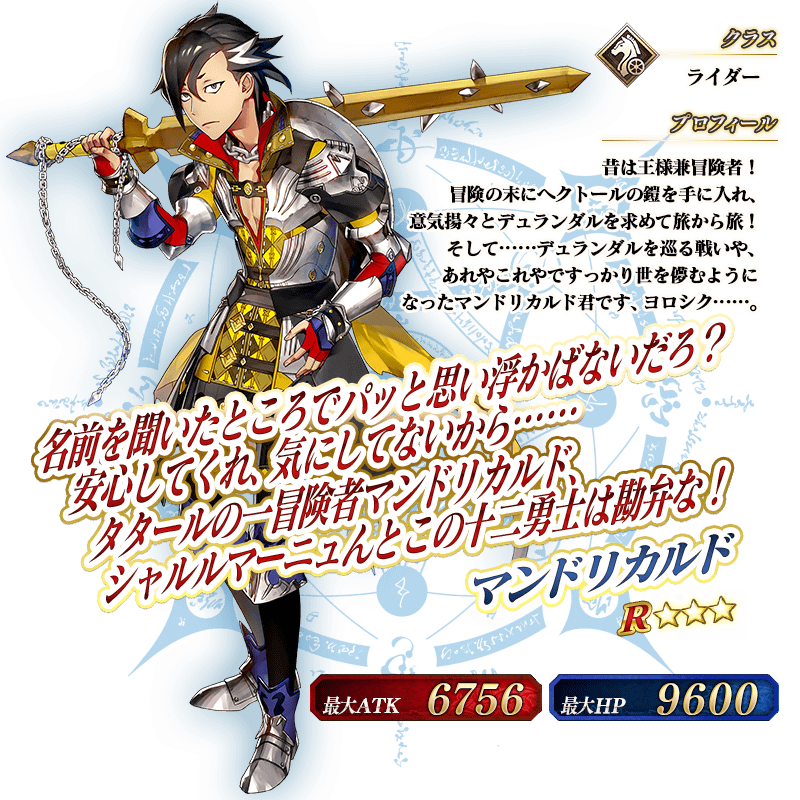 クラス
ライダー
プロフィール
昔は王様兼冒険者！
冒険の末にヘクトールの鎧を手に入れ、
意気揚々とデュランダルを求めて旅から旅！
そして……デュランダルを巡る戦いや、
あれやこれやですっかり世を儚むように
なったマンドリカルド君です、ヨロシク……。
名前を聞いたところでパッと思い浮かばないだろ？
安心してくれ、気にしてないから……
タタールの一冒険者マンドリカルド、
シャルルマーニュんとこの十二勇士は勘弁な！
マンドリカルド
R
最大ATK 6756
最大HP 9600